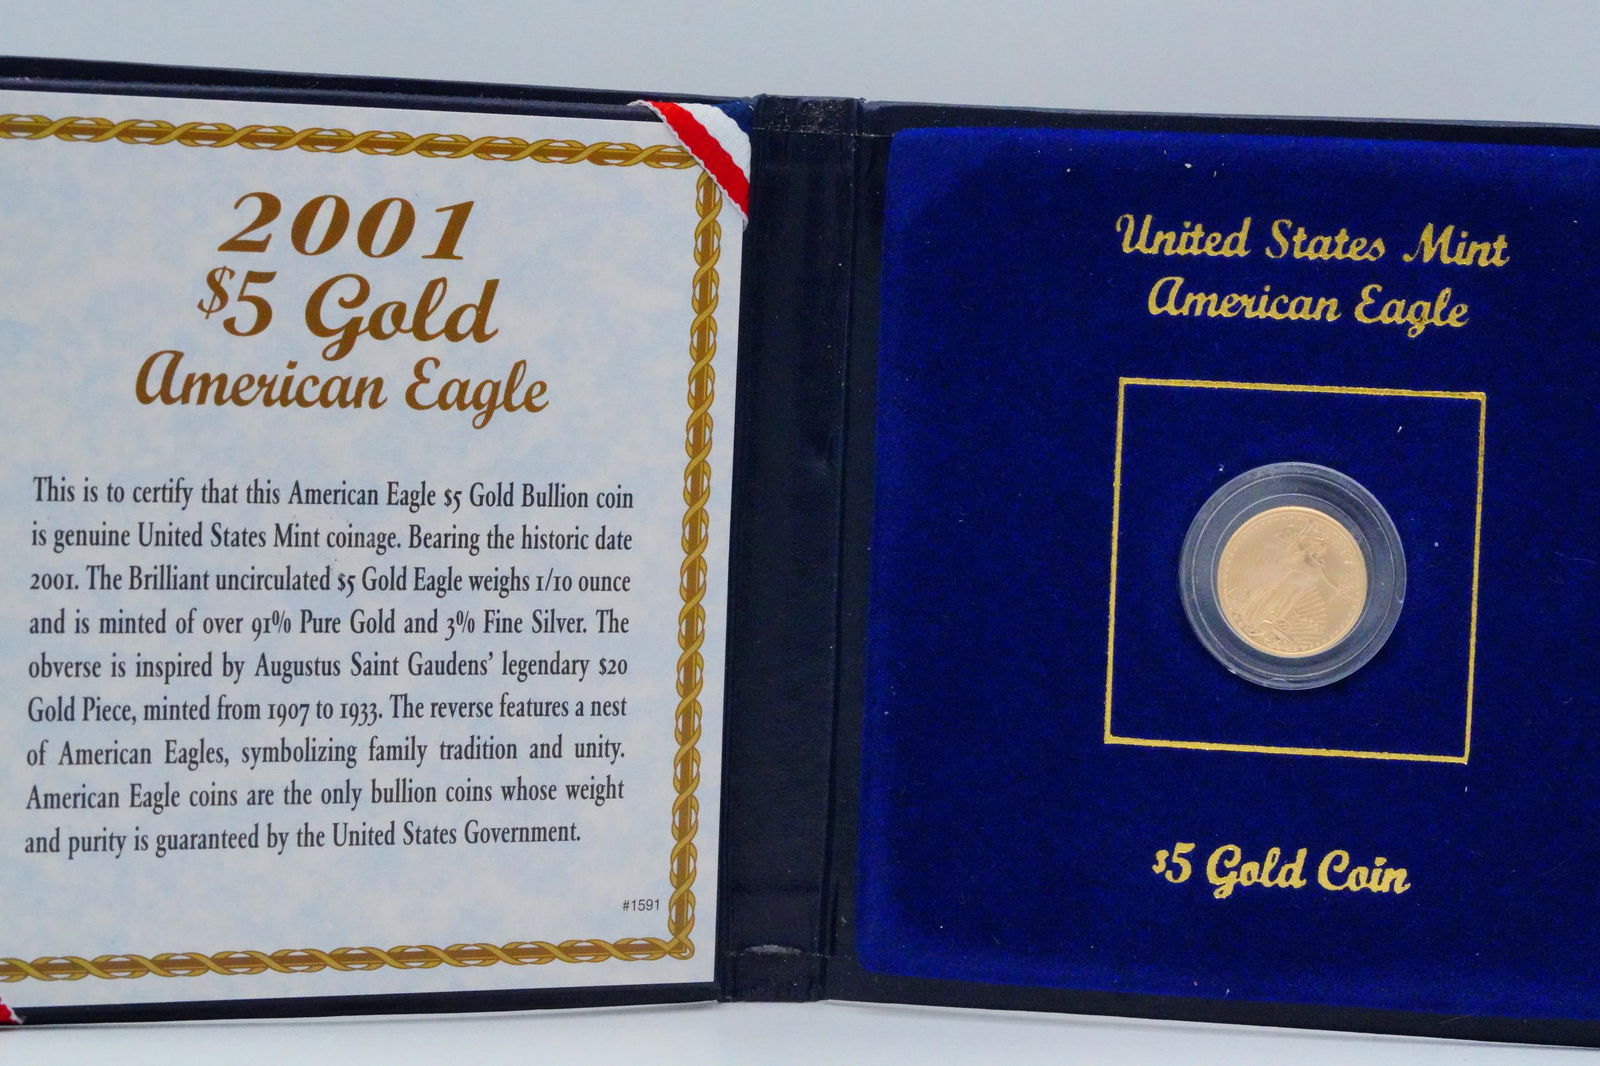 2001
$5 Gold
American Eagle
This is to certify that this American Eagle $5 Gold Bullion coin
is genuine United States Mint coinage. Bearing the historic date
2001. The Brilliant uncirculated $5 Gold Eagle weighs 1/10 ounce
and is minted of over 91% Pure Gold and 3% Fine Silver. The
obverse is inspired by Augustus Saint Gaudens' legendary $20
Gold Piece, minted from 1907 to 1933. The reverse features a nest
of American Eagles, symbolizing family tradition and unity.
American Eagle coins are the only bullion coins whose weight
and purity is guaranteed by the United States Government.
#1591
United States Mint
American Eagle
$5 Gold Coin